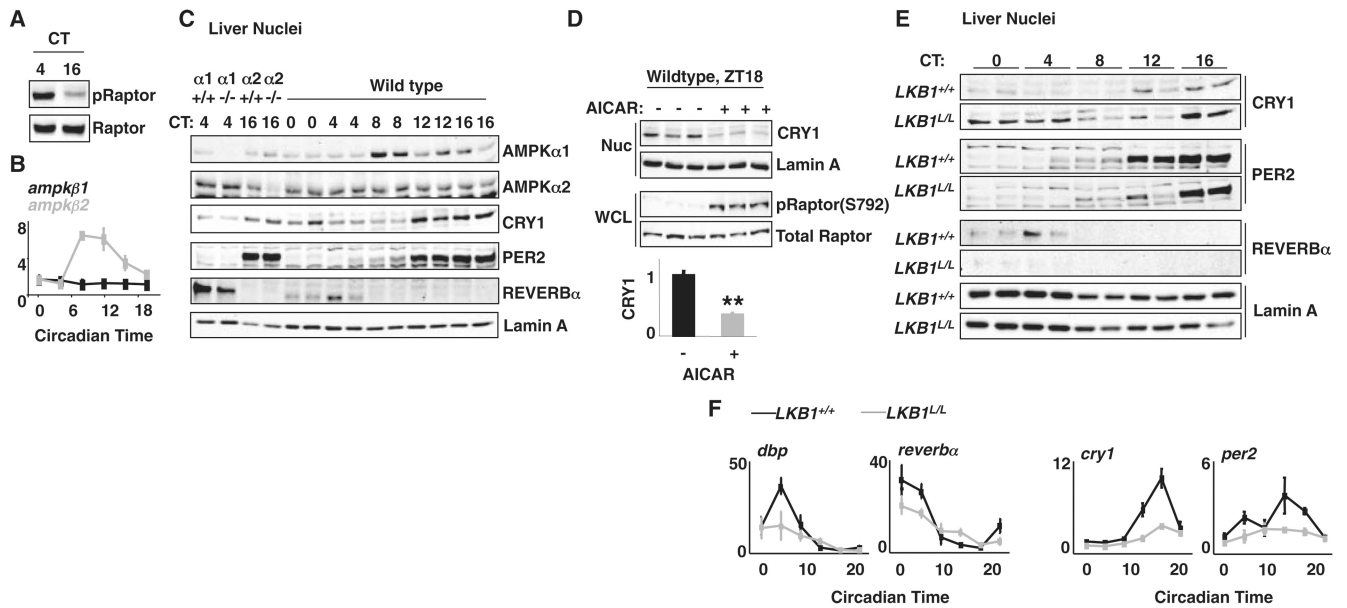 A
CT
4 16
pRaptor
Raptor
B
ampkβ1
ampkβ2
8
4
0
0 6 12 18
Circadian Time
C
Liver Nuclei
α1 α1 α2 α2
+/+ -/- +/+ -/-
Wild type
CT: 4 4 16 16 0 0 4 4 8 8 12 12 16 16
AMPKα1
AMPKα2
CRY1
PER2
REVERBα
Lamin A
D
Wildtype, ZT18
AICAR: - - - + + +
Nuc
CRY1
Lamin A
WCL
pRaptor(S792)
Total Raptor
CRY1
1
0
**
- +
AICAR
E
Liver Nuclei
CT: 0 4 8 12 16
LKB1+/+
LKB1L/L
CRY1
LKB1+/+
LKB1L/L
PER2
LKB1+/+
LKB1L/L
REVERBα
LKB1+/+
LKB1L/L
Lamin A
F
LKB1+/+ LKB1L/L
dbp
50
0
0 10 20
reverbα
40
0
0 10 20
Circadian Time
cry1
12
0
0 10 20
per2
6
0
0 10 20
Circadian Time